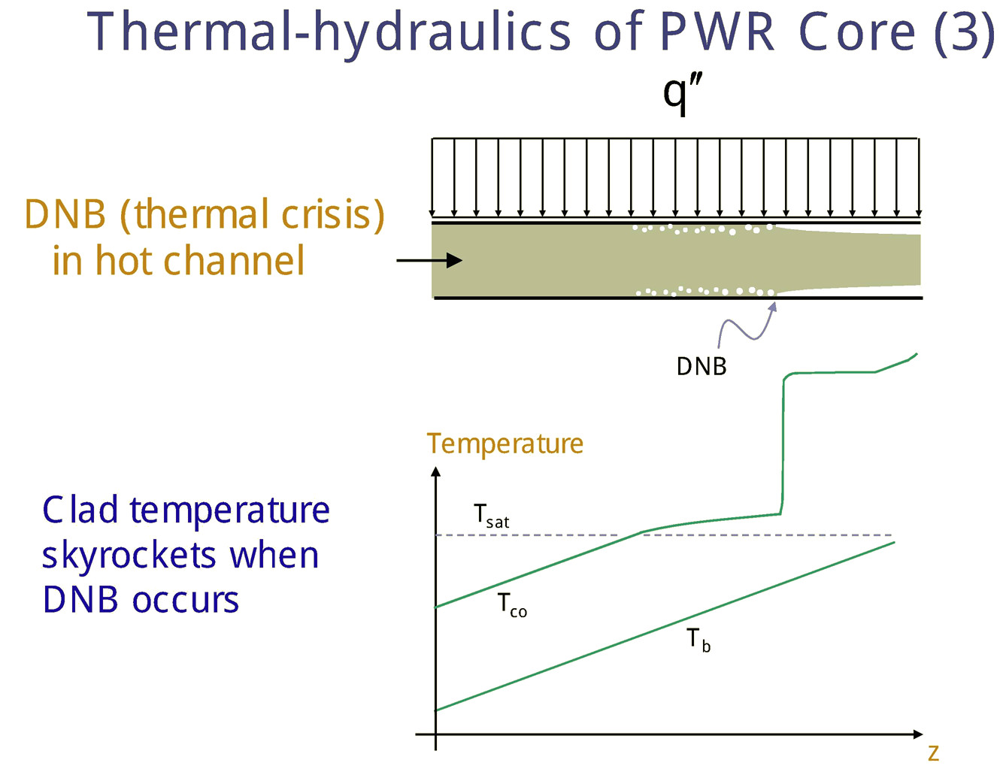 Thermal-hydraulics of PWR Core (3)
q″
DNB (thermal crisis)
in hot channel
DNB
Temperature
Clad temperature
skyrockets when
DNB occurs
Tsat
Tco
Tb
z